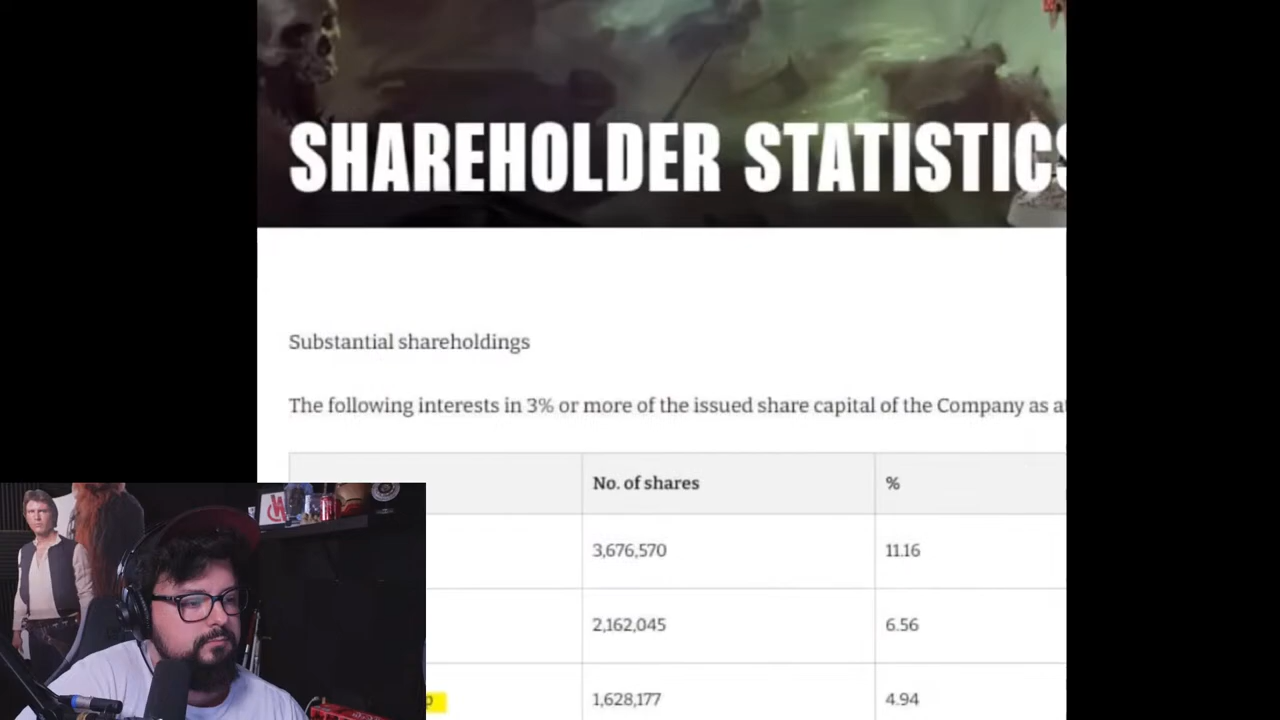 SHAREHOLDER STATISTICS
Substantial shareholdings
The following interests in 3% or more of the issued share capital of the Company as at
No. of shares %
3,676,570 11.16
2,162,045 6.56
p 1,628,177 4.94